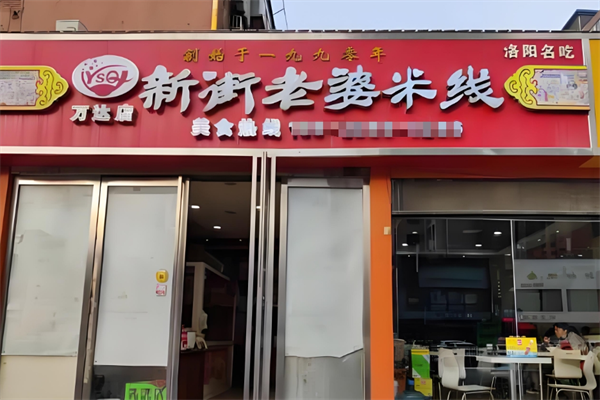 創始于一九九零年
洛阳名吃
YSQL
新街老婆米线
万达店
美食热线